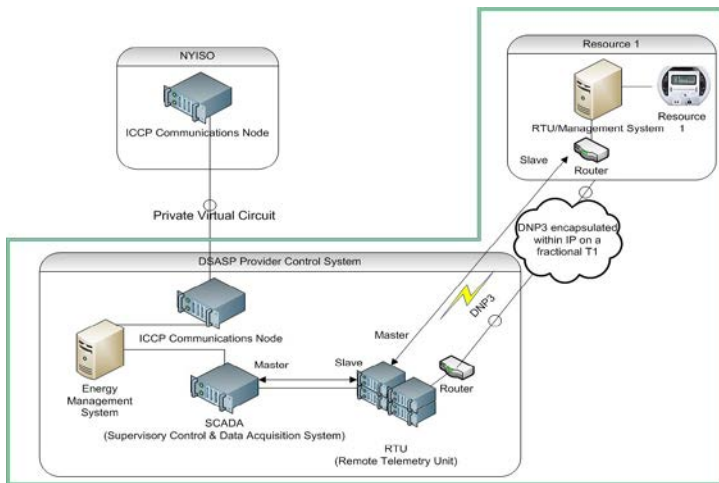 NYISO
ICCP Communications Node
Private Virtual Circuit
Resource 1
RTU/Management System
Resource
1
Slave
Router
DNP3 encapsulated
within IP on a
fractional T1
DNP3
DSASP Provider Control System
ICCP Communications Node
Energy
Management
System
Master
Slave
Master
Router
SCADA
(Supervisory Control & Data Acquisition System)
RTU
(Remote Telemetry Unit)